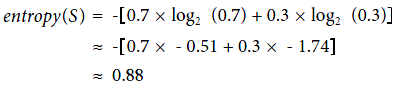 entropy(S) = -[0.7 × log₂ (0.7) + 0.3 × log₂ (0.3)]
≈ -[0.7 × - 0.51 + 0.3 × - 1.74]
≈ 0.88